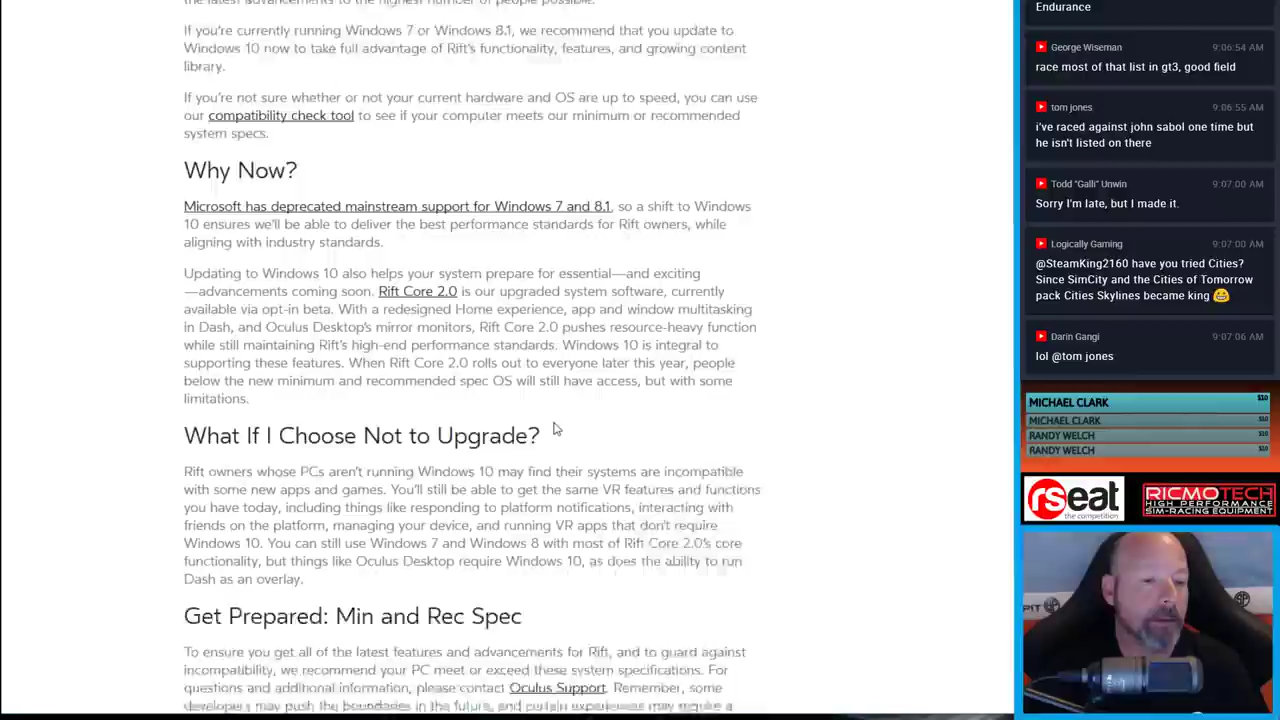 the latest advancements to the highest number of people possible.
If you're currently running Windows 7 or Windows 8.1, we recommend that you update to
Windows 10 now to take full advantage of Rift's functionality, features, and growing content
library.
If you're not sure whether or not your current hardware and OS are up to speed, you can use
our compatibility check tool to see if your computer meets our minimum or recommended
system specs.
Why Now?
Microsoft has deprecated mainstream support for Windows 7 and 8.1, so a shift to Windows
10 ensures we'll be able to deliver the best performance standards for Rift owners, while
aligning with industry standards.
Updating to Windows 10 also helps your system prepare for essential—and exciting
—advancements coming soon. Rift Core 2.0 is our upgraded system software, currently
available via opt-in beta. With a redesigned Home experience, app and window multitasking
in Dash, and Oculus Desktop's mirror monitors, Rift Core 2.0 pushes resource-heavy function
while still maintaining Rift's high-end performance standards. Windows 10 is integral to
supporting these features. When Rift Core 2.0 rolls out to everyone later this year, people
below the new minimum and recommended spec OS will still have access, but with some
limitations.
What If I Choose Not to Upgrade?
Rift owners whose PCs aren't running Windows 10 may find their systems are incompatible
with some new apps and games. You'll still be able to get the same VR features and functions
you have today, including things like responding to platform notifications, interacting with
friends on the platform, managing your device, and running VR apps that don't require
Windows 10. You can still use Windows 7 and Windows 8 with most of Rift Core 2.0's core
functionality, but things like Oculus Desktop require Windows 10, as does the ability to run
Dash as an overlay.
Get Prepared: Min and Rec Spec
To ensure you get all of the latest features and advancements for Rift, and to guard against
incompatibility, we recommend your PC meet or exceed these system specifications. For
questions and additional information, please contact Oculus Support. Remember, some
developers may push the boundaries in the future, and certain experiences may require a
Endurance
George Wiseman 9:06:54 AM
race most of that list in gt3, good field
tom jones 9:06:55 AM
i've raced against john sabol one time but
he isn't listed on there
Todd "Galli" Unwin 9:07:00 AM
Sorry I'm late, but I made it.
Logically Gaming 9:07:00 AM
@SteamKing2160 have you tried Cities?
Since SimCity and the Cities of Tomorrow
pack Cities Skylines became king
Darin Gangi 9:07:06 AM
lol @tom jones
MICHAEL CLARK $10
MICHAEL CLARK $10
RANDY WELCH $10
RANDY WELCH $10
rseat
the competition
RICMOTECH
HIGH PERFORMANCE
SIM-RACING EQUIPMENT